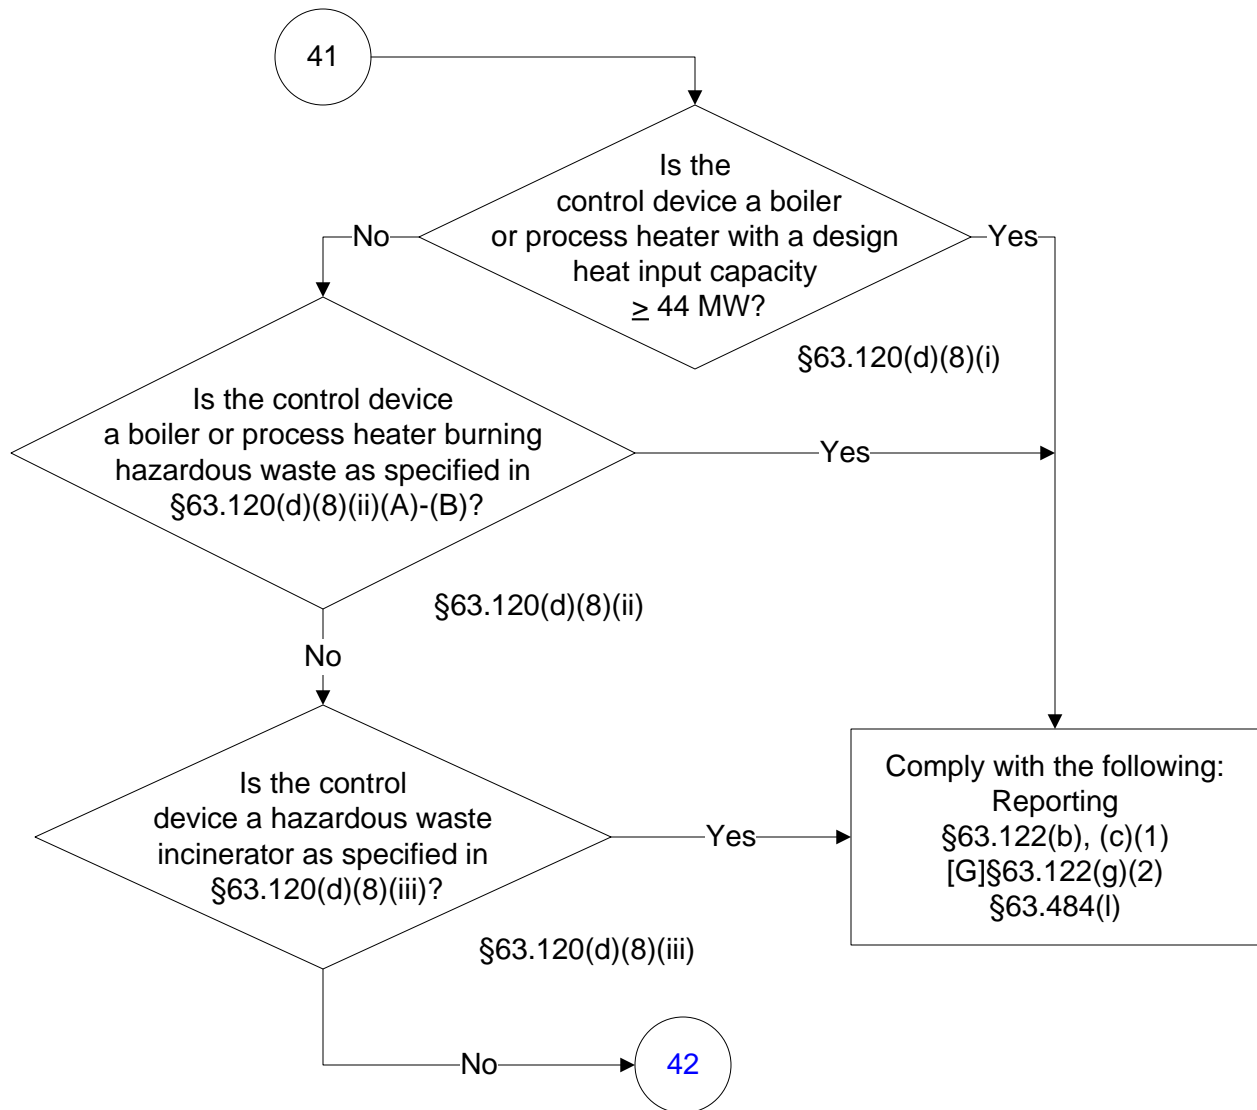 41
Is the
control device a boiler
or process heater with a design
heat input capacity
≥ 44 MW?
No
Yes
§63.120(d)(8)(i)
Is the control device
a boiler or process heater burning
hazardous waste as specified in
§63.120(d)(8)(ii)(A)-(B)?
Yes
§63.120(d)(8)(ii)
No
Is the control
device a hazardous waste
incinerator as specified in
§63.120(d)(8)(iii)?
Yes
§63.120(d)(8)(iii)
Comply with the following:
Reporting
§63.122(b), (c)(1)
[G]§63.122(g)(2)
§63.484(l)
No
42